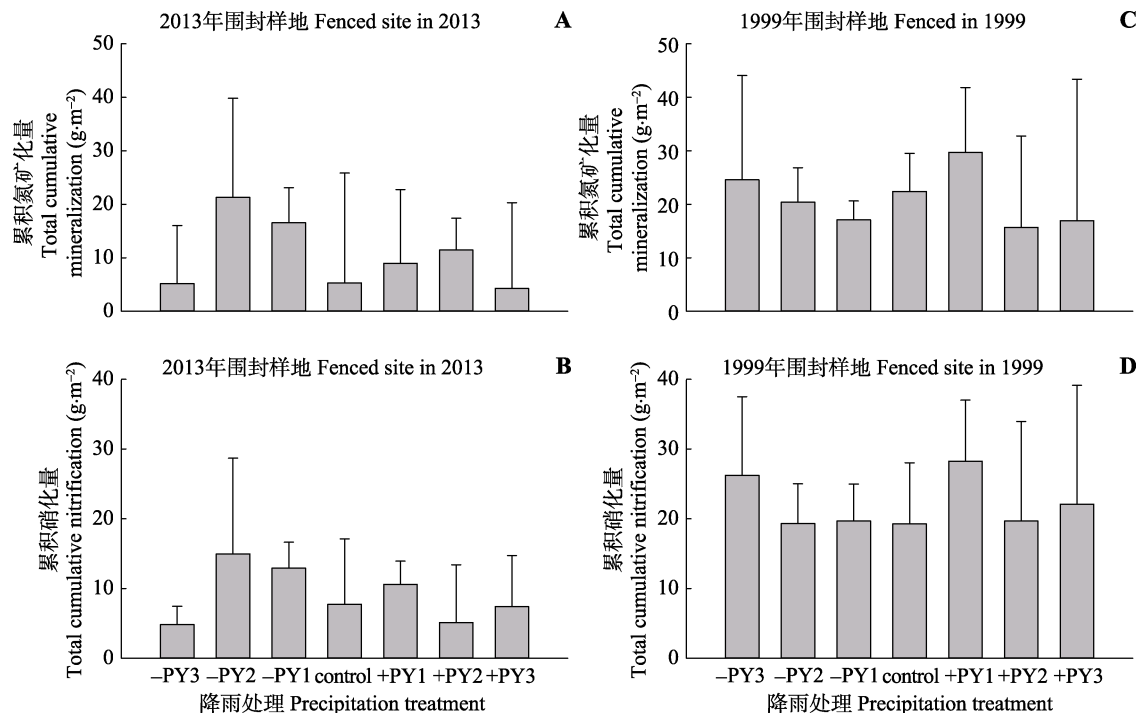 2013年围封样地 Fenced site in 2013
A
累积氮矿化量
Total cumulative
mineralization (g·m⁻²)
50
40
30
20
10
0
1999年围封样地 Fenced in 1999
C
累积氮矿化量
Total cumulative
mineralization (g·m⁻²)
50
40
30
20
10
0
2013年围封样地 Fenced site in 2013
B
累积硝化量
Total cumulative nitrification (g·m⁻²)
40
30
20
10
0
–PY3 –PY2 –PY1 control +PY1 +PY2 +PY3
降雨处理 Precipitation treatment
1999年围封样地 Fenced site in 1999
D
累积硝化量
Total cumulative nitrification (g·m⁻²)
40
30
20
10
0
–PY3 –PY2 –PY1 control +PY1 +PY2 +PY3
降雨处理 Precipitation treatment